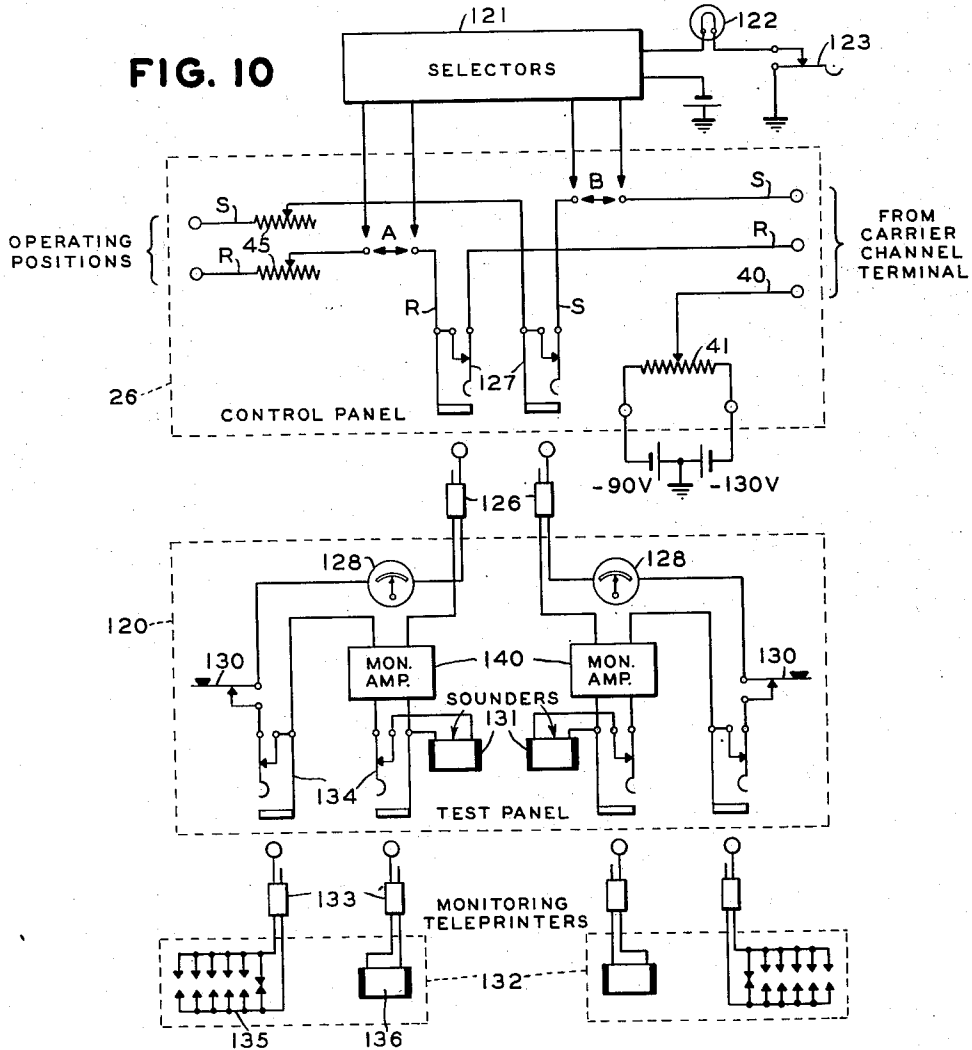 FIG. 10
121
SELECTORS
122
123
OPERATING
POSITIONS
S
45
R
45
A
B
S
R
40
FROM
CARRIER
CHANNEL
TERMINAL
R
S
127
41
26
CONTROL PANEL
-90V
-130V
126
128
128
120
130
MON.
AMP.
140
MON.
AMP.
130
SOUNDERS
131
134
TEST PANEL
133
MONITORING
TELEPRINTERS
132
135
136